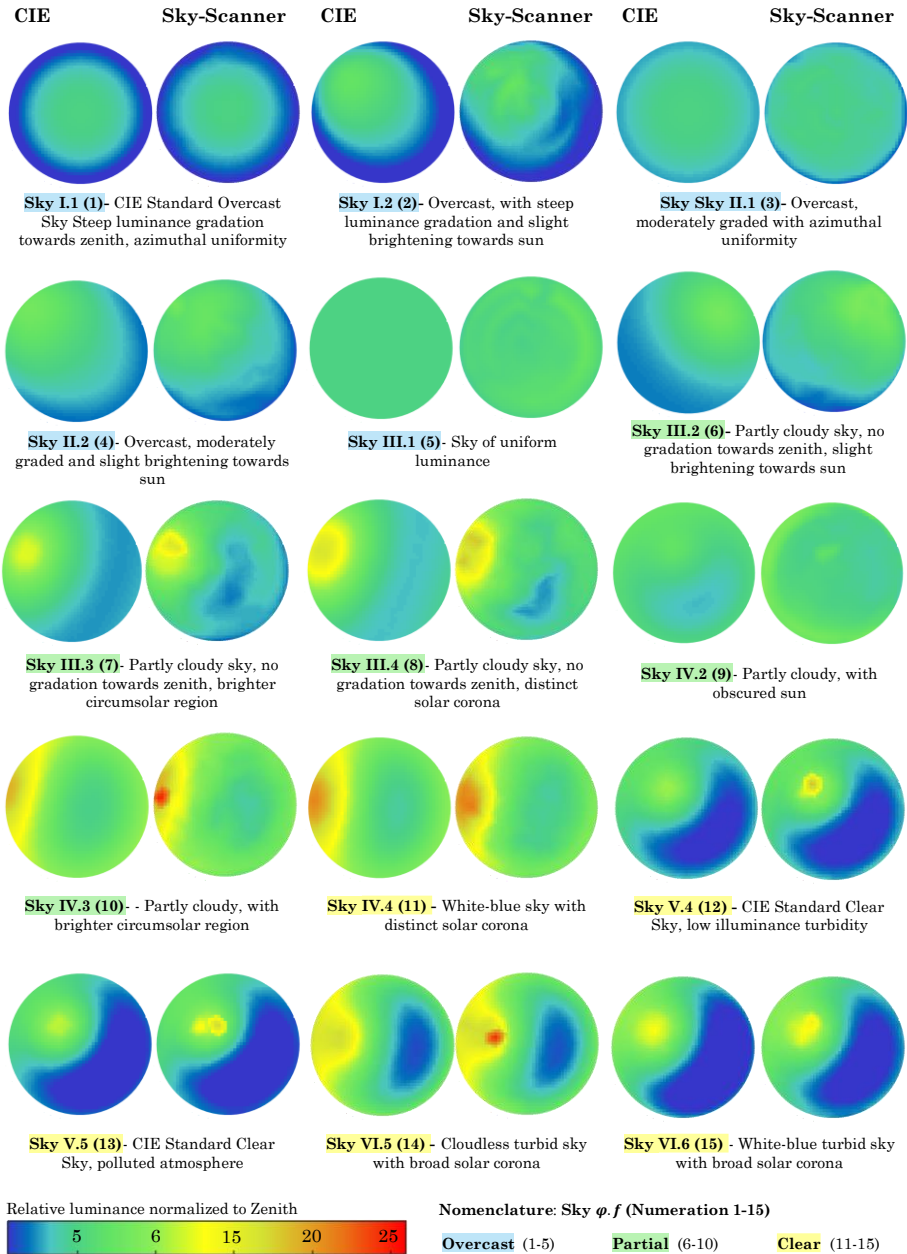 CIE Sky-Scanner CIE Sky-Scanner CIE Sky-Scanner
Sky I.1 (1)- CIE Standard Overcast
Sky Steep luminance gradation
towards zenith, azimuthal uniformity
Sky I.2 (2)- Overcast, with steep
luminance gradation and slight
brightening towards sun
Sky Sky II.1 (3)- Overcast,
moderately graded with azimuthal
uniformity
Sky II.2 (4)- Overcast, moderately
graded and slight brightening towards
sun
Sky III.1 (5)- Sky of uniform
luminance
Sky III.2 (6)- Partly cloudy sky, no
gradation towards zenith, slight
brightening towards sun
Sky III.3 (7)- Partly cloudy sky, no
gradation towards zenith, brighter
circumsolar region
Sky III.4 (8)- Partly cloudy sky, no
gradation towards zenith, distinct
solar corona
Sky IV.2 (9)- Partly cloudy, with
obscured sun
Sky IV.3 (10)- - Partly cloudy, with
brighter circumsolar region
Sky IV.4 (11) - White-blue sky with
distinct solar corona
Sky V.4 (12) - CIE Standard Clear
Sky, low illuminance turbidity
Sky V.5 (13)- CIE Standard Clear
Sky, polluted atmosphere
Sky VI.5 (14) - Cloudless turbid sky
with broad solar corona
Sky VI.6 (15) - White-blue turbid sky
with broad solar corona
Relative luminance normalized to Zenith
5 11 15 20 25
Nomenclature: Sky φ.f (Numeration 1-15)
Overcast (1-5) Partial (6-10) Clear (11-15)